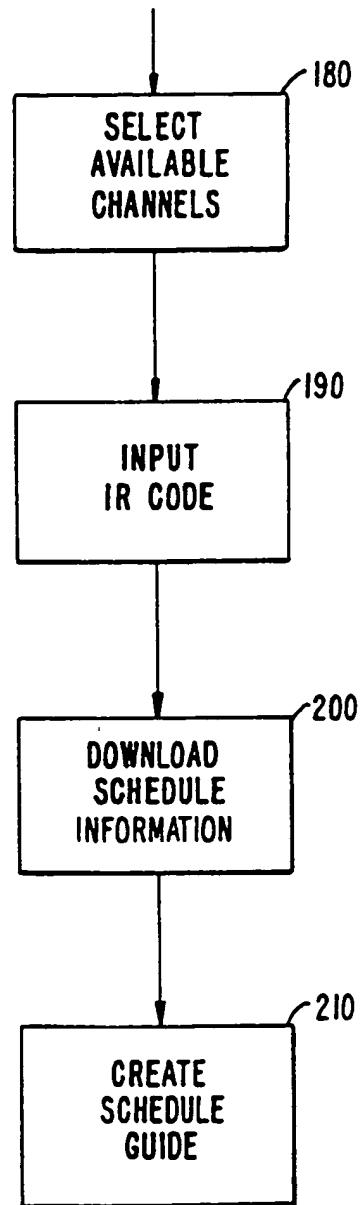 180
SELECT
AVAILABLE
CHANNELS
190
INPUT
IR CODE
200
DOWNLOAD
SCHEDULE
INFORMATION
210
CREATE
SCHEDULE
GUIDE